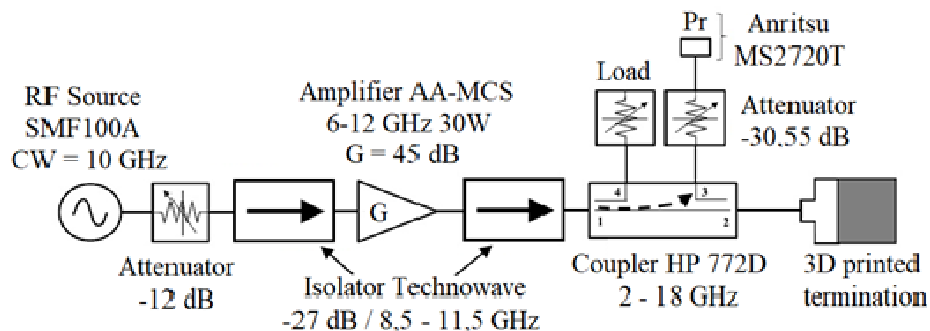 RF Source
SMF100A
CW = 10 GHz
Attenuator
-12 dB
Isolator Technowave
-27 dB / 8,5 - 11,5 GHz
Amplifier AA-MCS
6-12 GHz 30W
G = 45 dB
G
Load
Pr
Anritsu
MS2720T
Attenuator
-30.55 dB
4
3
1
2
Coupler HP 772D
2 - 18 GHz
3D printed
termination